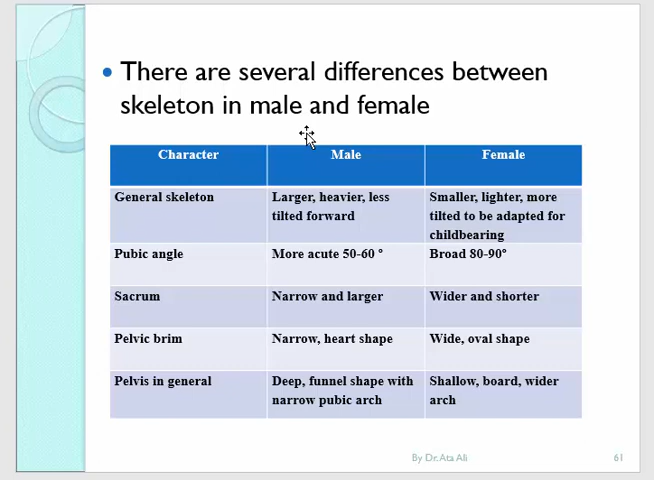 There are several differences between
skeleton in male and female
Character Male Female
General skeleton Larger, heavier, less Smaller, lighter, more
tilted forward tilted to be adapted for
childbearing
Pubic angle More acute 50-60 ° Broad 80-90°
Sacrum Narrow and larger Wider and shorter
Pelvic brim Narrow, heart shape Wide, oval shape
Pelvis in general Deep, funnel shape with Shallow, board, wider
narrow pubic arch arch
By Dr.Ata Ali 61